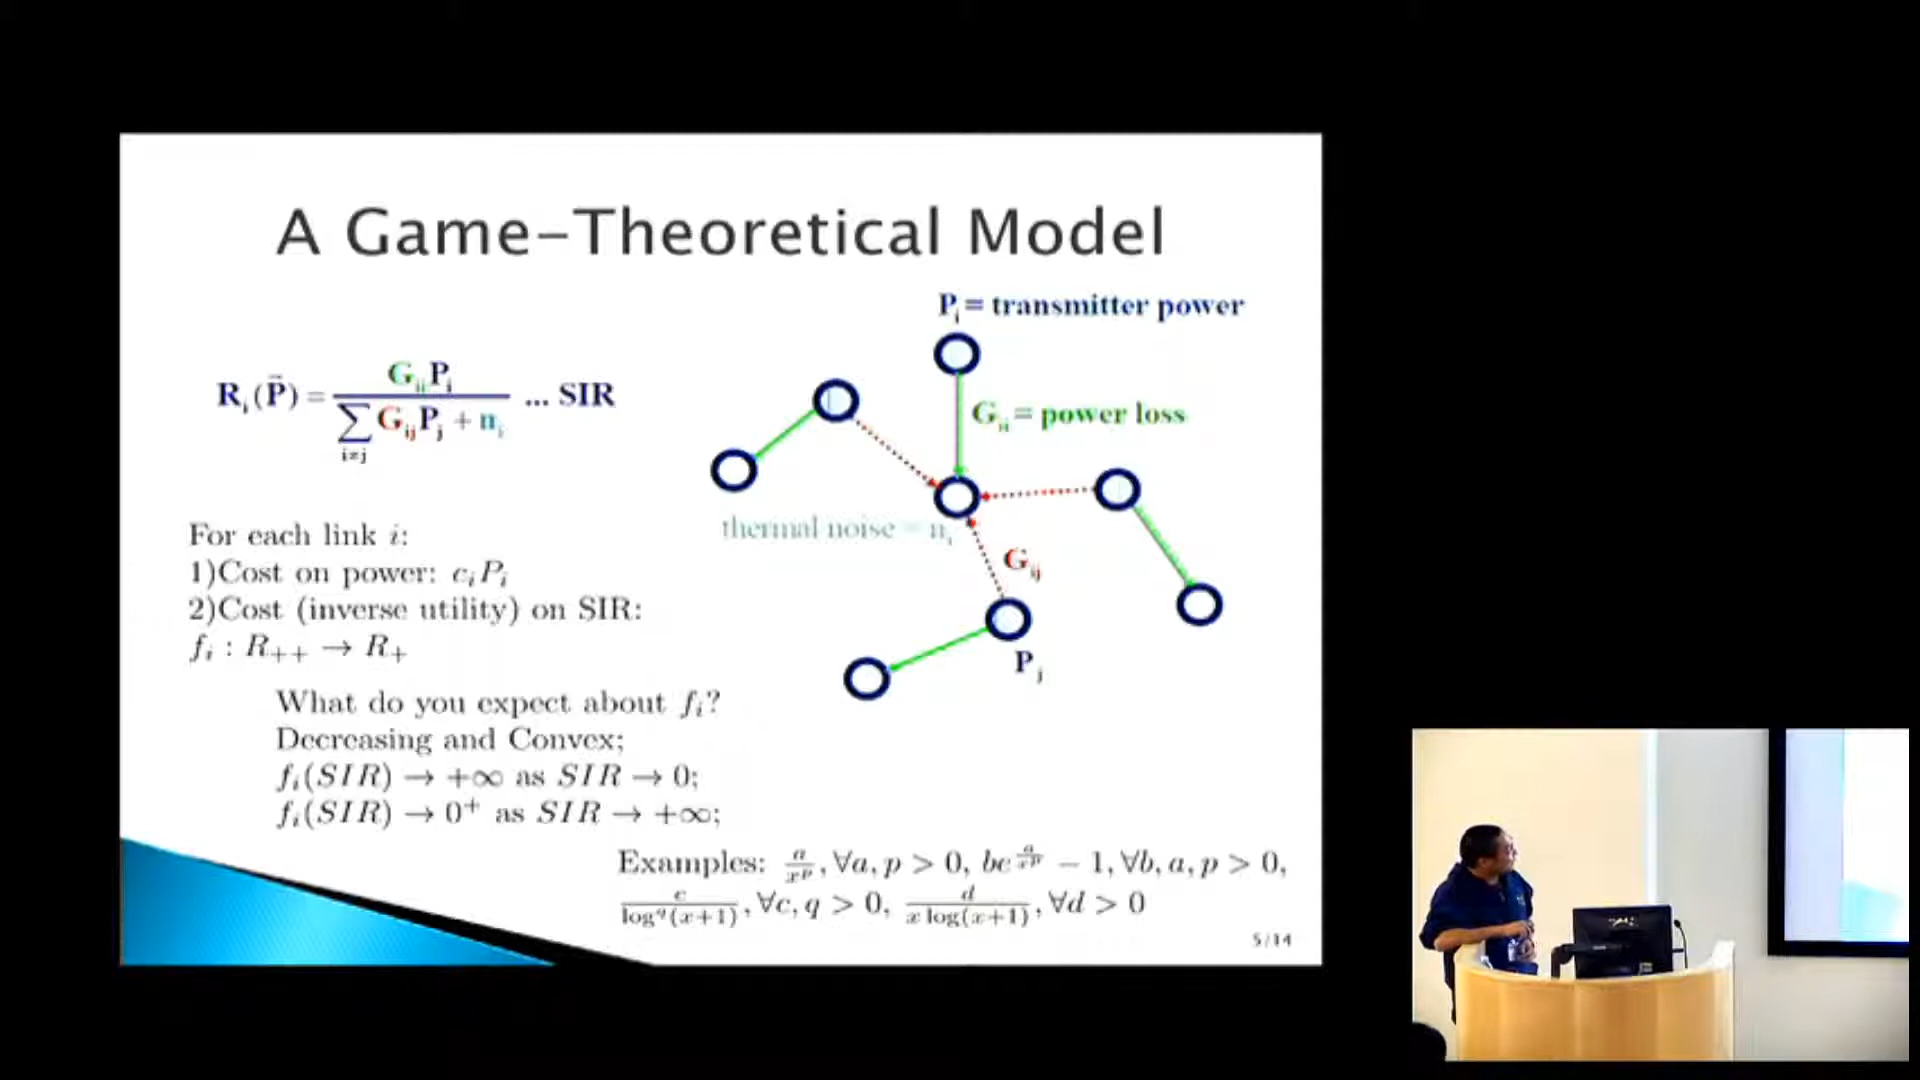 A Game-Theoretical Model
P_i = transmitter power
R_i(P̄) = G_ii P_i / (∑_{i≠j} G_ij P_j + n_i) ... SIR
G_ii = power loss
thermal noise = n_i
G_ij
P_j
For each link i:
1)Cost on power: c_i P_i
2)Cost (inverse utility) on SIR:
f_i : R_{++} → R_+
What do you expect about f_i?
Decreasing and Convex;
f_i(SIR) → +∞ as SIR → 0;
f_i(SIR) → 0^+ as SIR → +∞;
Examples: a/x^p, ∀a, p > 0, be^{a/x^p} − 1, ∀b, a, p > 0,
c/log^q(x+1), ∀c, q > 0, d/(x log(x+1)), ∀d > 0
5/14